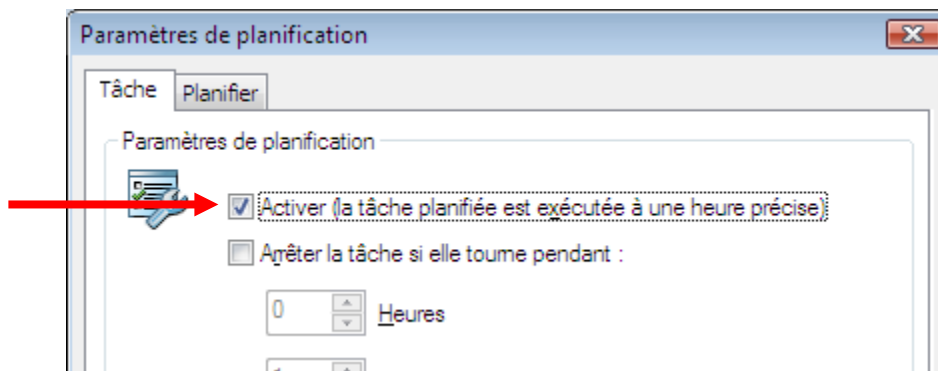 Paramètres de planification
Tâche Planifier
Paramètres de planification
Activer (la tâche planifiée est exécutée à une heure précise)
Arrêter la tâche si elle tourne pendant :
0 Heures